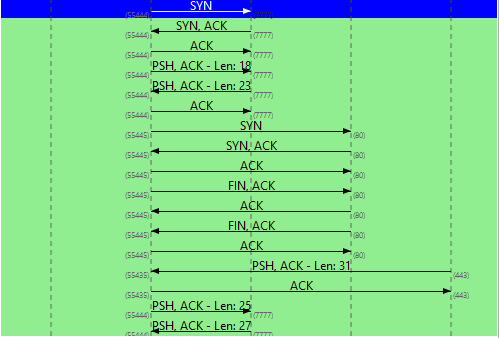 SYN
(55444) (7777)
SYN, ACK
(55444) (7777)
ACK
(55444) (7777)
PSH, ACK - Len: 18
(55444) (7777)
PSH, ACK - Len: 23
(55444) (7777)
ACK
(55444) (7777)
SYN
(55445) (80)
SYN, ACK
(55445) (80)
ACK
(55445) (80)
FIN, ACK
(55445) (80)
ACK
(55445) (80)
FIN, ACK
(55445) (80)
ACK
(55445) (80)
PSH, ACK - Len: 31
(55435) (443)
ACK
(55435) (443)
PSH, ACK - Len: 25
(55444) (7777)
PSH, ACK - Len: 27
(55444) (7777)